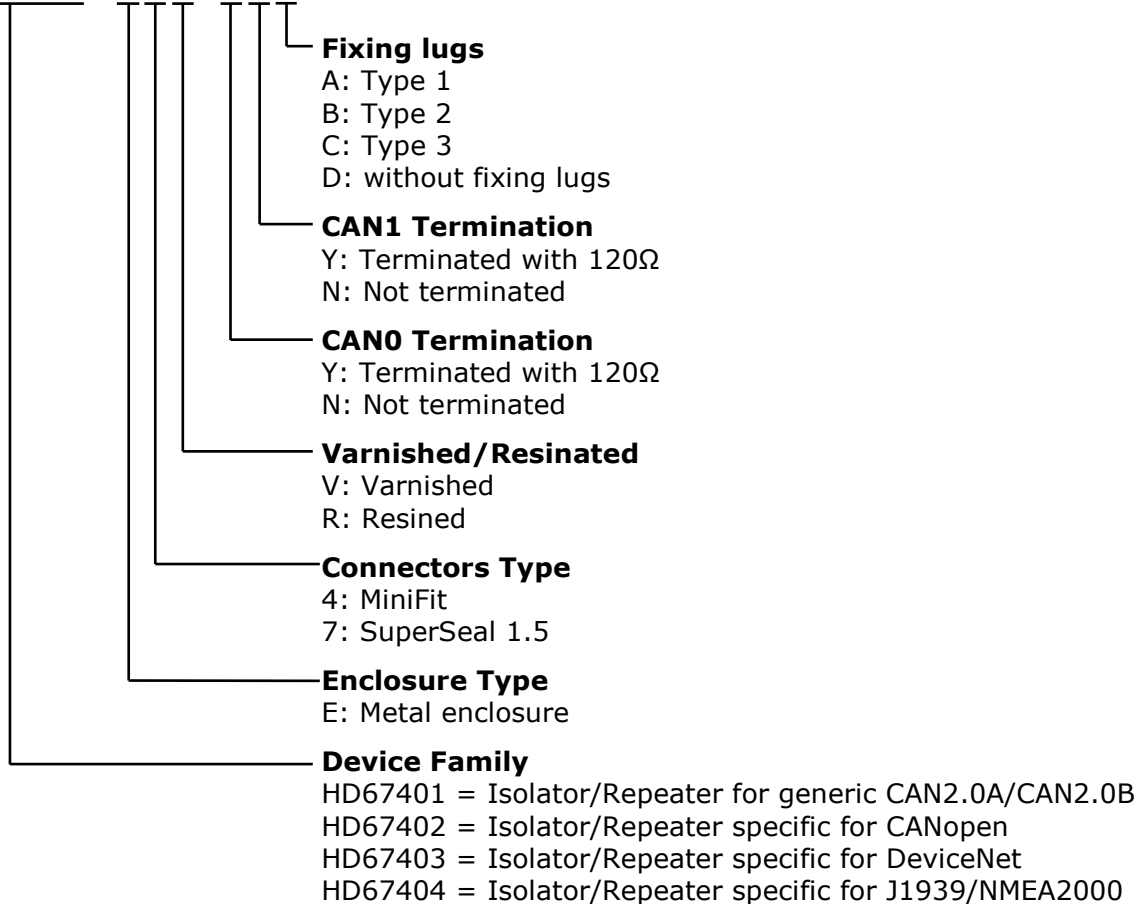 Fixing lugs
A: Type 1
B: Type 2
C: Type 3
D: without fixing lugs
CAN1 Termination
Y: Terminated with 120Ω
N: Not terminated
CAN0 Termination
Y: Terminated with 120Ω
N: Not terminated
Varnished/Resinated
V: Varnished
R: Resined
Connectors Type
4: MiniFit
7: SuperSeal 1.5
Enclosure Type
E: Metal enclosure
Device Family
HD67401 = Isolator/Repeater for generic CAN2.0A/CAN2.0B
HD67402 = Isolator/Repeater specific for CANopen
HD67403 = Isolator/Repeater specific for DeviceNet
HD67404 = Isolator/Repeater specific for J1939/NMEA2000